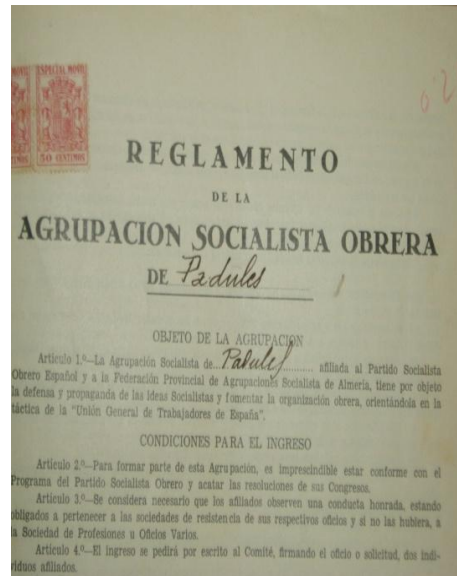 ESPECIAL MOVIL
50 CENTIMOS
REGLAMENTO
DE LA
AGRUPACION SOCIALISTA OBRERA
DE Padules
OBJETO DE LA AGRUPACIÓN
Artículo 1.º—La Agrupación Socialista de Padules afiliada al Partido Socialista
Obrero Español y a la Federación Provincial de Agrupaciones Socialista de Almería, tiene por objeto
la defensa y propaganda de las ideas Socialistas y fomentar la organización obrera, orientándola en la
táctica de la "Unión General de Trabajadores de España".
CONDICIONES PARA EL INGRESO
Artículo 2.º—Para formar parte de esta Agrupación, es imprescindible estar conforme con el
Programa del Partido Socialista Obrero y acatar las resoluciones de sus Congresos.
Artículo 3.º—Se considera necesario que los afiliados observen una conducta honrada, estando
obligados a pertenecer a las sociedades de resistencia de sus respectivos oficios y si no las hubiera, a
la Sociedad de Profesiones u Oficios Varios.
Artículo 4.º—El ingreso se pedirá por escrito al Comité, firmando el oficio o solicitud, dos indi-
viduos afiliados.